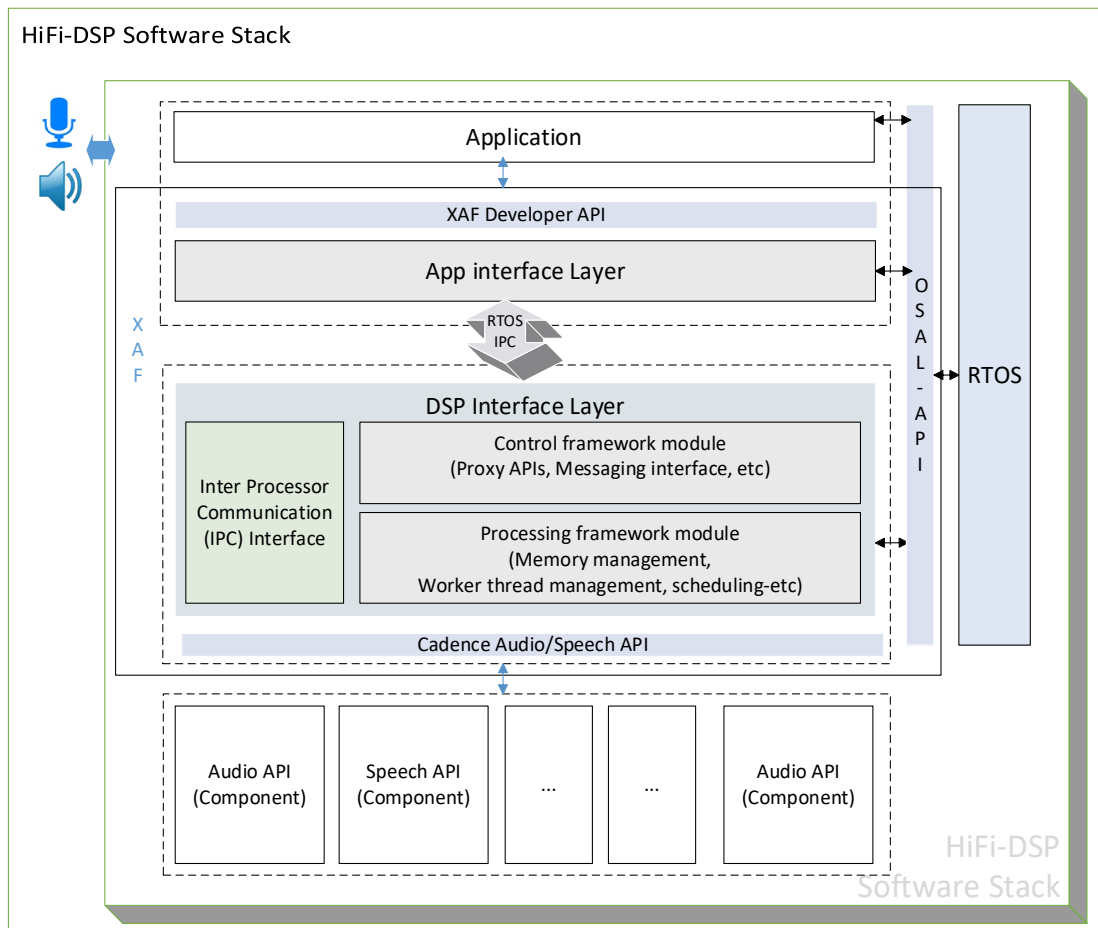 HiFi-DSP Software Stack
Application
XAF Developer API
App interface Layer
RTOS
IPC
X
A
F
O
S
A
L
-
A
P
I
RTOS
DSP Interface Layer
Inter Processor
Communication
(IPC) Interface
Control framework module
(Proxy APIs, Messaging interface, etc)
Processing framework module
(Memory management,
Worker thread management, scheduling-etc)
Cadence Audio/Speech API
Audio API
(Component)
Speech API
(Component)
...
...
Audio API
(Component)
HiFi-DSP
Software Stack